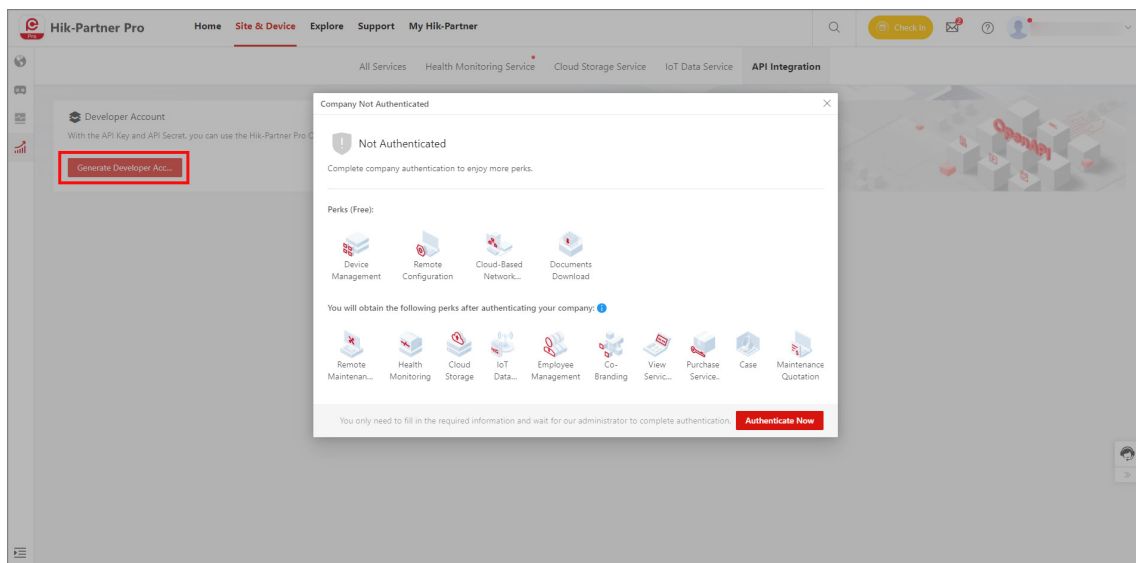 Pro
Hik-Partner Pro
Home Site & Device Explore Support My Hik-Partner
Check In
2
All Services Health Monitoring Service Cloud Storage Service IoT Data Service API Integration
Developer Account
With the API Key and API Secret, you can use the Hik-Partner Pro
Generate Developer Acc...
OpenAPI
Company Not Authenticated
Not Authenticated
Complete company authentication to enjoy more perks.
Perks (Free):
Device Remote Cloud-Based Documents
Management Configuration Network... Download
You will obtain the following perks after authenticating your company:
Remote Health Cloud IoT Employee Co- View Purchase Case Maintenance
Maintenan... Monitoring Storage Data... Management Branding Servic... Service.. Quotation
You only need to fill in the required information and wait for our administrator to complete authentication. Authenticate Now